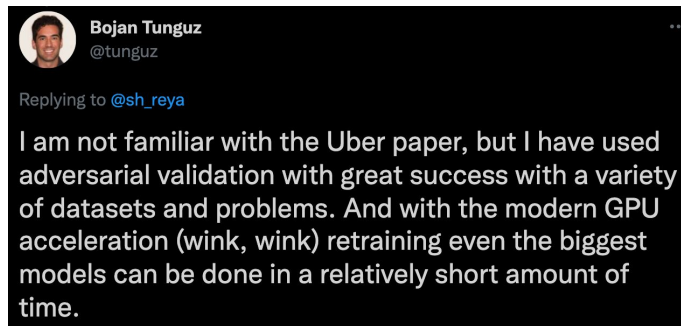 Bojan Tunguz
@tunguz
Replying to @sh_reya
I am not familiar with the Uber paper, but I have used
adversarial validation with great success with a variety
of datasets and problems. And with the modern GPU
acceleration (wink, wink) retraining even the biggest
models can be done in a relatively short amount of
time.